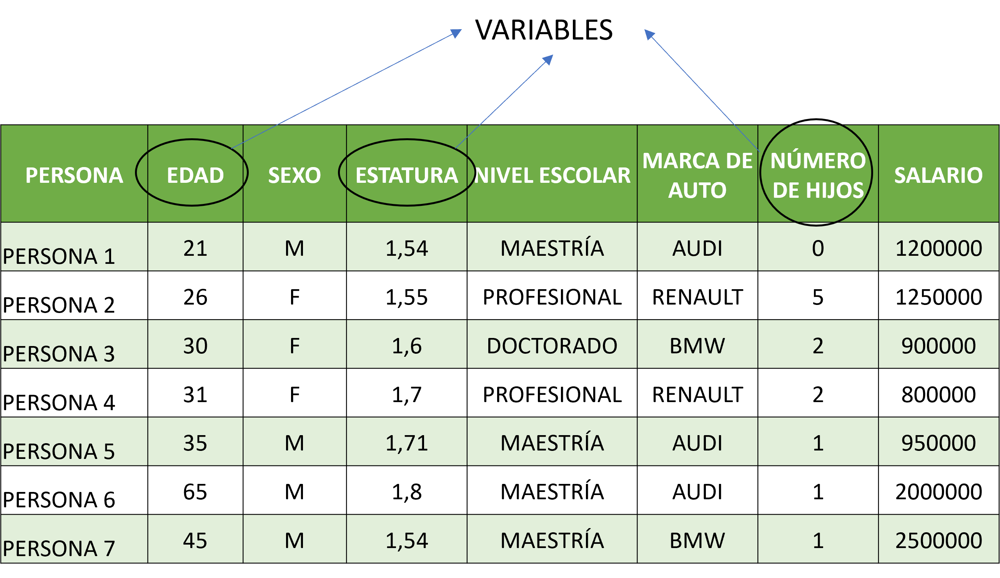 VARIABLES
PERSONA EDAD SEXO ESTATURA NIVEL ESCOLAR MARCA DE AUTO NÚMERO DE HIJOS SALARIO
PERSONA 1 21 M 1,54 MAESTRÍA AUDI 0 1200000
PERSONA 2 26 F 1,55 PROFESIONAL RENAULT 5 1250000
PERSONA 3 30 F 1,6 DOCTORADO BMW 2 900000
PERSONA 4 31 F 1,7 PROFESIONAL RENAULT 2 800000
PERSONA 5 35 M 1,71 MAESTRÍA AUDI 1 950000
PERSONA 6 65 M 1,8 MAESTRÍA AUDI 1 2000000
PERSONA 7 45 M 1,54 MAESTRÍA BMW 1 2500000